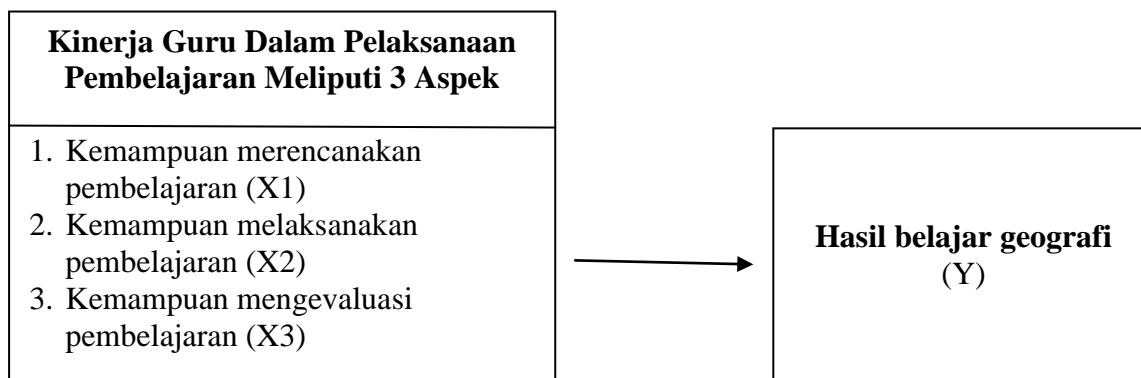 Kinerja Guru Dalam Pelaksanaan
Pembelajaran Meliputi 3 Aspek
1. Kemampuan merencanakan
pembelajaran (X1)
2. Kemampuan melaksanakan
pembelajaran (X2)
3. Kemampuan mengevaluasi
pembelajaran (X3)
Hasil belajar geografi
(Y)